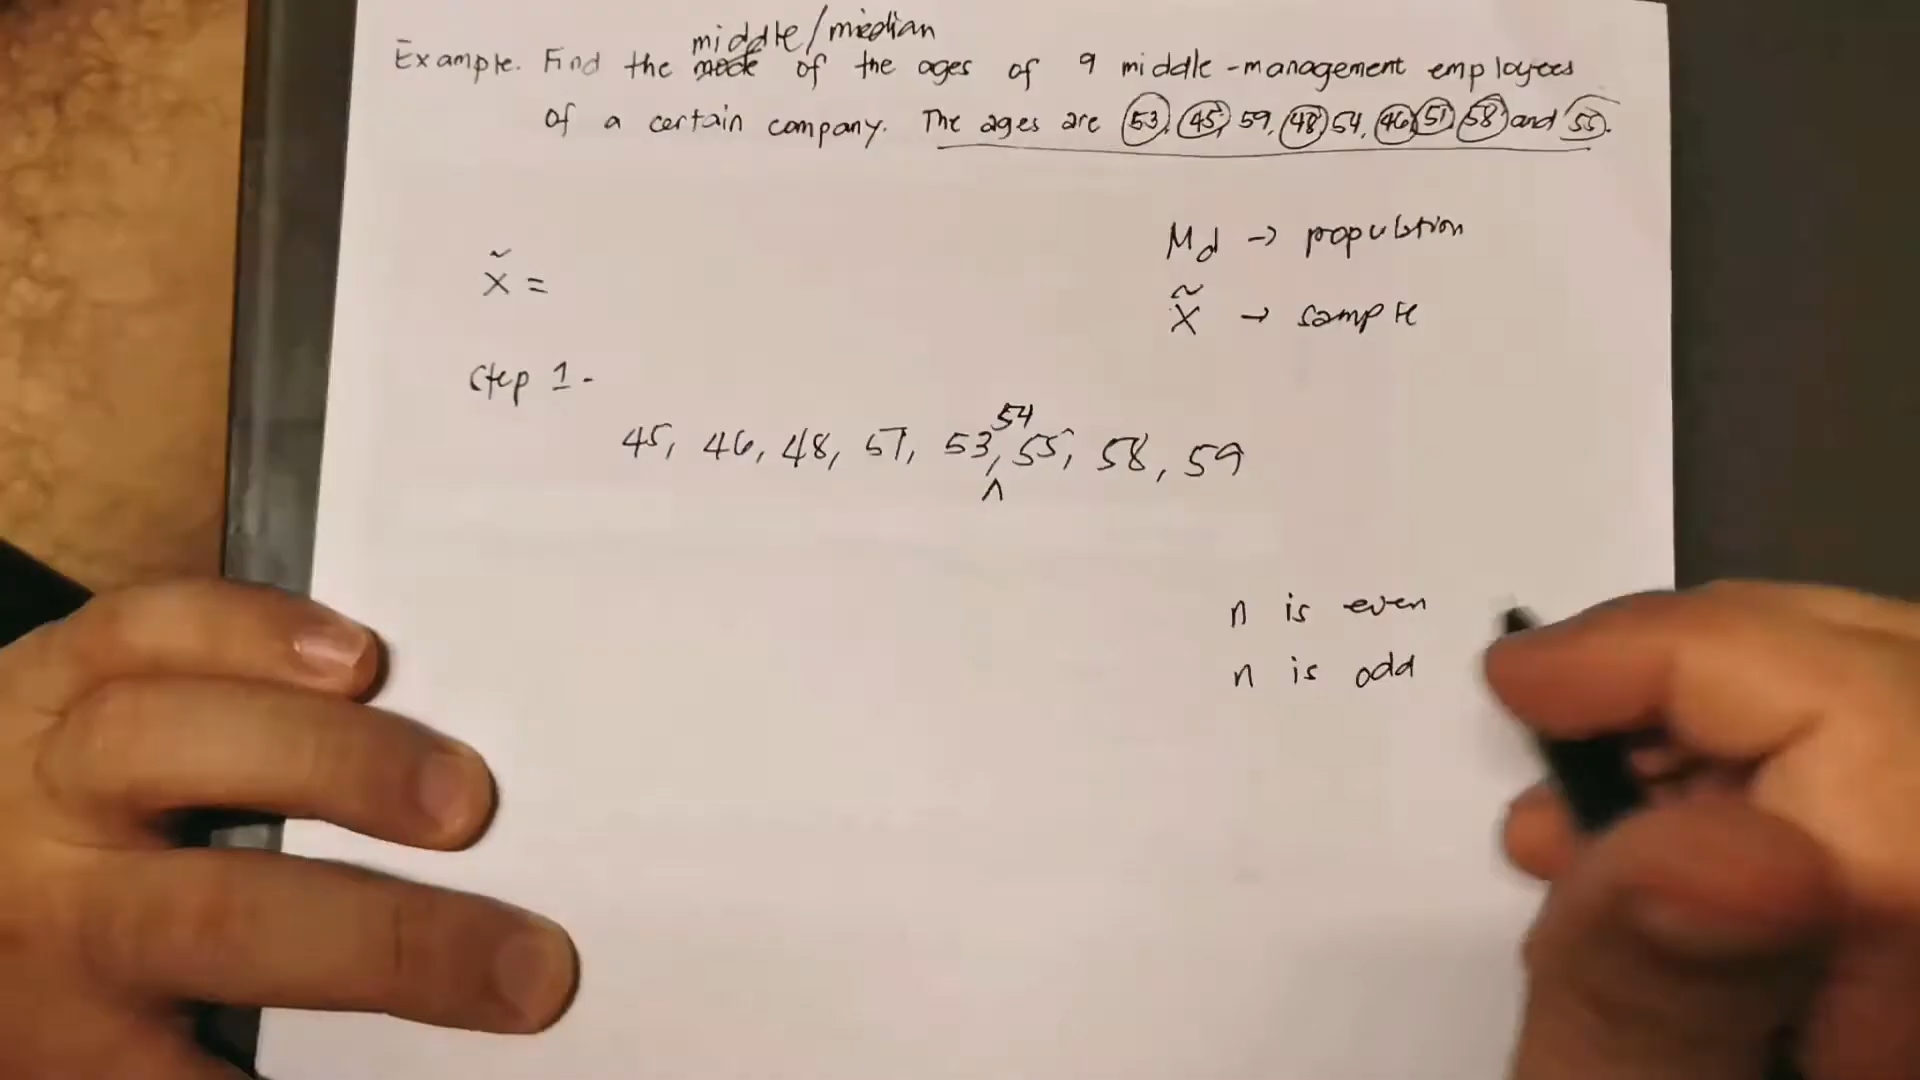 middle/median
Example. Find the mode of the ages of 9 middle-management employees
of a certain company. The ages are 53, 45, 59, 48, 54, 46, 51, 58 and 55.
Md → population
x̃ =
x̃ → sample
Step 1-
54
45, 46, 48, 51, 53, 55, 58, 59
^
n is even
n is odd